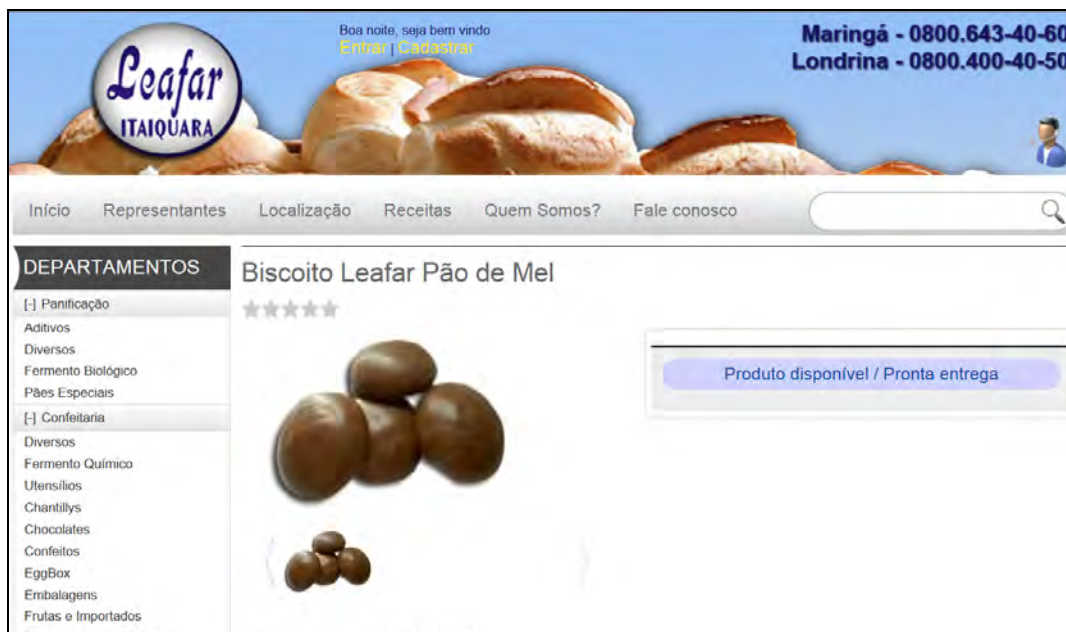 Leafar
ITAIQUARA
Boa noite, seja bem vindo
Entrar | Cadastrar
Maringá - 0800.643-40-60
Londrina - 0800.400-40-50
Início Representantes Localização Receitas Quem Somos? Fale conosco
DEPARTAMENTOS
[-] Panificação
Aditivos
Diversos
Fermento Biológico
Pães Especiais
[-] Confeitaria
Diversos
Fermento Químico
Utensílios
Chantillys
Chocolates
Confeitos
EggBox
Embalagens
Frutas e Importados
Biscoito Leafar Pão de Mel
Produto disponível / Pronta entrega